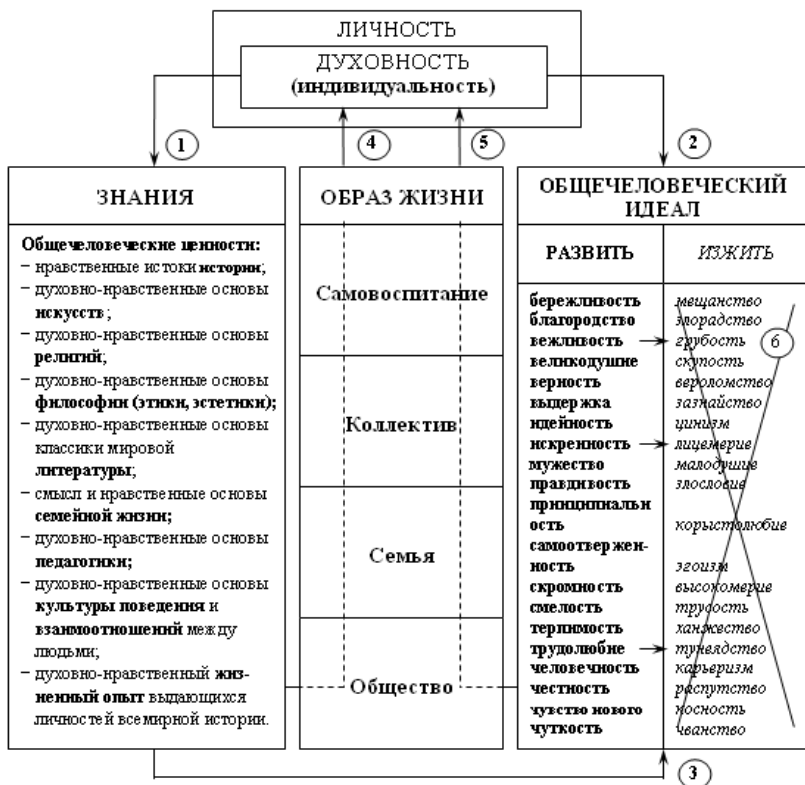 ЛИЧНОСТЬ
ДУХОВНОСТЬ
(индивидуальность)
1
4
5
2
ЗНАНИЯ
Общечеловеческие ценности:
– нравственные истоки истории;
– духовно-нравственные основы
искусств;
– духовно-нравственные основы
религий;
– духовно-нравственные основы
философии (этики, эстетики);
– духовно-нравственные основы
классики мировой
литературы;
– смысл и нравственные основы
семейной жизни;
– духовно-нравственные основы
педагогики;
– духовно-нравственные основы
культуры поведения и
взаимоотношений между
людьми;
– духовно-нравственный жиз-
ненный опыт выдающихся
личностей всемирной истории.
ОБРАЗ ЖИЗНИ
Самовоспитание
Коллектив
Семья
Общество
ОБЩЕЧЕЛОВЕЧЕСКИЙ
ИДЕАЛ
РАЗВИТЬ
бережливость
благородство
вежливость
великодушие
верность
выдержка
идейность
искренность
мужество
правдивость
принципиальн
ость
самоотвержен-
ность
скромность
смелость
терпимость
трудолюбие
человечность
честность
чувство нового
чуткость
ИЗЖИТЬ
мещанство
злорадство
грубость
скупость
вероломство
зазнайство
цинизм
лицемерие
малодушие
злословие
корыстолюбие
эгоизм
высокомерие
трусость
ханжество
тунеядство
карьеризм
распутство
косность
чванство
6
3